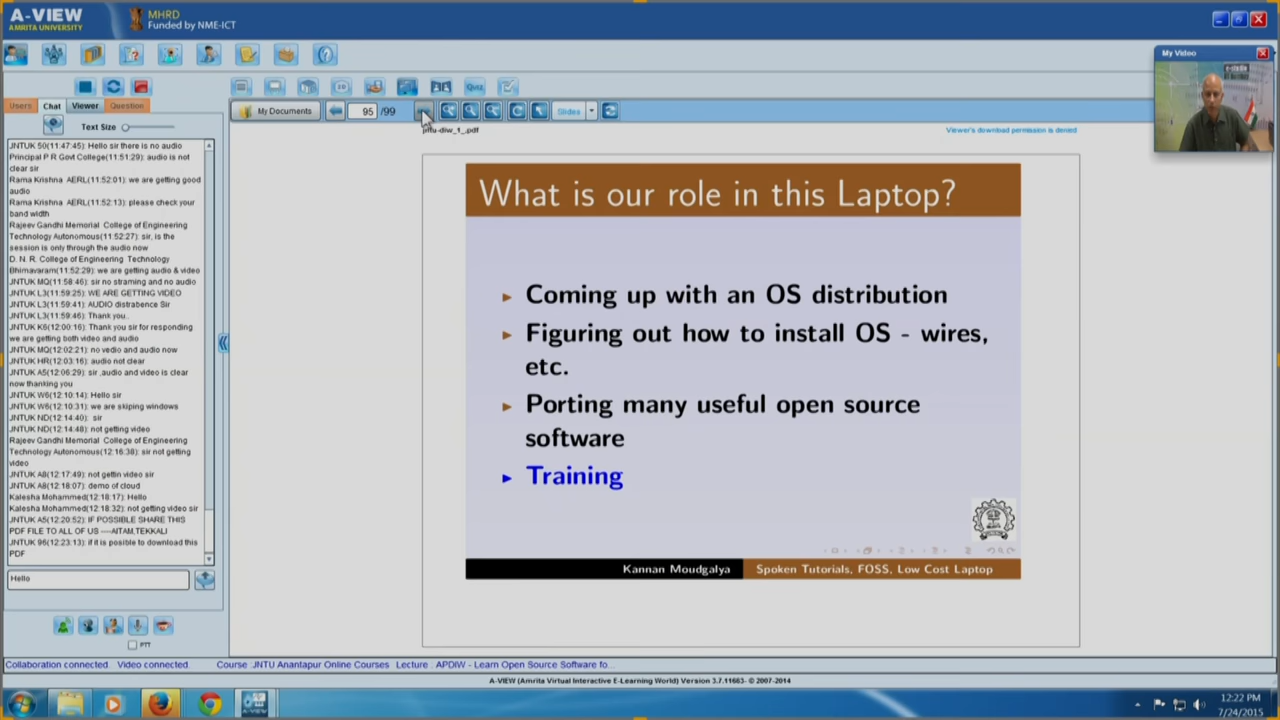 A-VIEW
AMRITA UNIVERSITY
MHRD
Funded by NME-ICT
My Video
Users
Chat
Viewer
Question
Text Size
My Documents
95
/99
Slides
Quiz
Viewer's download permission is denied
JNTUK 50(11:47:45): Hello sir there is no audio
Principal P R Govt College(11:51:29): audio is not
clear sir
Rama Krishna AERL(11:52:01): we are getting good
audio
Rama Krishna AERL(11:52:13): please check your
band width
Rajeev Gandhi Memorial College of Engineering
Technology Autonomous(11:52:27): sir, is the
session is only through the audio now
D. N. R. College of Engineering Technology
Bhimavaram(11:52:29): we are getting audio & video
JNTUK MQ(11:58:46): sir no straming and no audio
JNTUK L3(11:59:25): WE ARE GETTING VIDEO
JNTUK L3(11:59:41): AUDIO distrabence Sir
JNTUK L3(11:59:46): Thank you..
JNTUK K6(12:00:16): Thank you sir for responding
we are getting both video and audio
JNTUK MQ(12:02:21): no vedio and audio now
JNTUK HR(12:03:16): audio not clear
JNTUK A5(12:06:29): sir ,audio and video is clear
now thanking you
JNTUK W6(12:10:14): Hello sir
JNTUK W6(12:10:31): we are skiping windows
JNTUK ND(12:14:40): sir
JNTUK ND(12:14:48): not getting video
Rajeev Gandhi Memorial College of Engineering
Technology Autonomous(12:16:38): sir not getting
video
JNTUK A8(12:17:49): not gettin video sir
JNTUK A8(12:18:07): demo of cloud
Kalesha Mohammed(12:18:17): Hello
Kalesha Mohammed(12:18:32): not getting video sir
JNTUK A5(12:20:52): IF POSSIBLE SHARE THIS
PDF FILE TO ALL OF US ----AITAM,TEKKALI
JNTUK 96(12:23:13): if it is posible to download this
PDF
Hello
PTT
What is our role in this Laptop?
Coming up with an OS distribution
Figuring out how to install OS - wires,
etc.
Porting many useful open source
software
Training
Kannan Moudgalya
Spoken Tutorials, FOSS, Low Cost Laptop
Collaboration connected
Video connected
Course : JNTU Anantapur Online Courses
Lecture : APDIW - Learn Open Source Software fo...
A-VIEW (Amrita Virtual Interactive E-Learning World) Version 3.7.11663- © 2007-2014
12:22 PM
7/24/2015